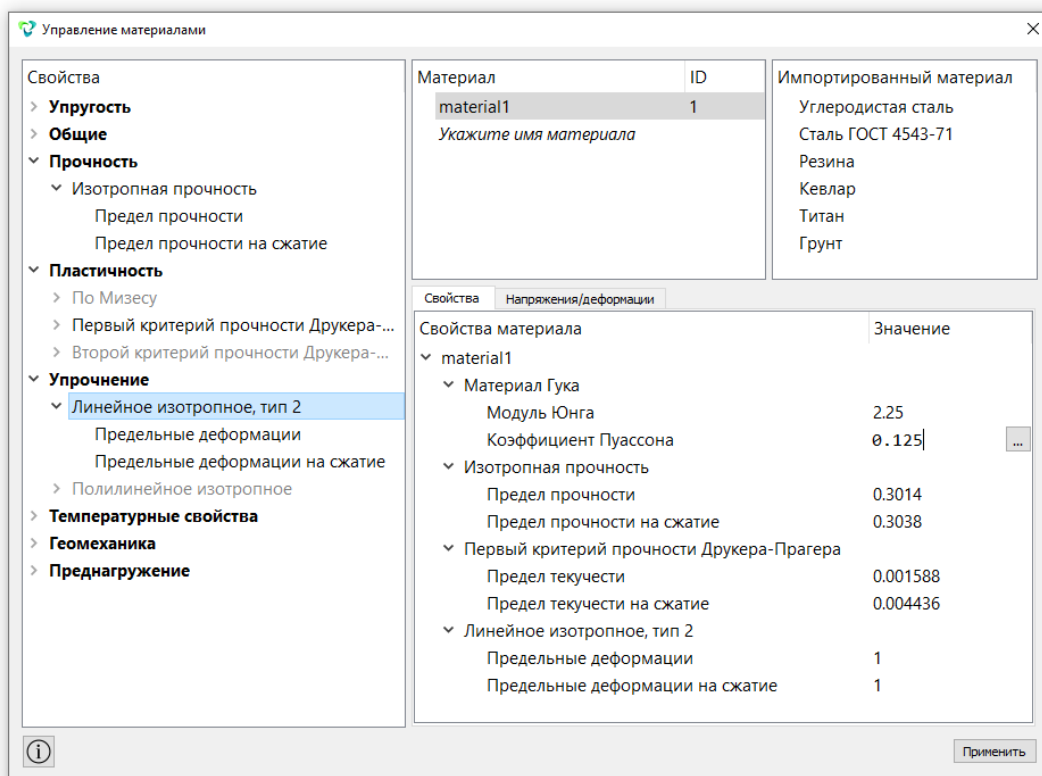 Управление материалами
Свойства
Упругость
Общие
Прочность
Изотропная прочность
Предел прочности
Предел прочности на сжатие
Пластичность
По Мизесу
Первый критерий прочности Друкера-...
Второй критерий прочности Друкера-...
Упрочнение
Линейное изотропное, тип 2
Предельные деформации
Предельные деформации на сжатие
Полилинейное изотропное
Температурные свойства
Геомеханика
Преднагружение
Материал ID
material1 1
Укажите имя материала
Импортированный материал
Углеродистая сталь
Сталь ГОСТ 4543-71
Резина
Кевлар
Титан
Грунт
Свойства Напряжения/деформации
Свойства материала Значение
material1
Материал Гука
Модуль Юнга 2.25
Коэффициент Пуассона 0.125 ...
Изотропная прочность
Предел прочности 0.3014
Предел прочности на сжатие 0.3038
Первый критерий прочности Друкера-Прагера
Предел текучести 0.001588
Предел текучести на сжатие 0.004436
Линейное изотропное, тип 2
Предельные деформации 1
Предельные деформации на сжатие 1
Применить